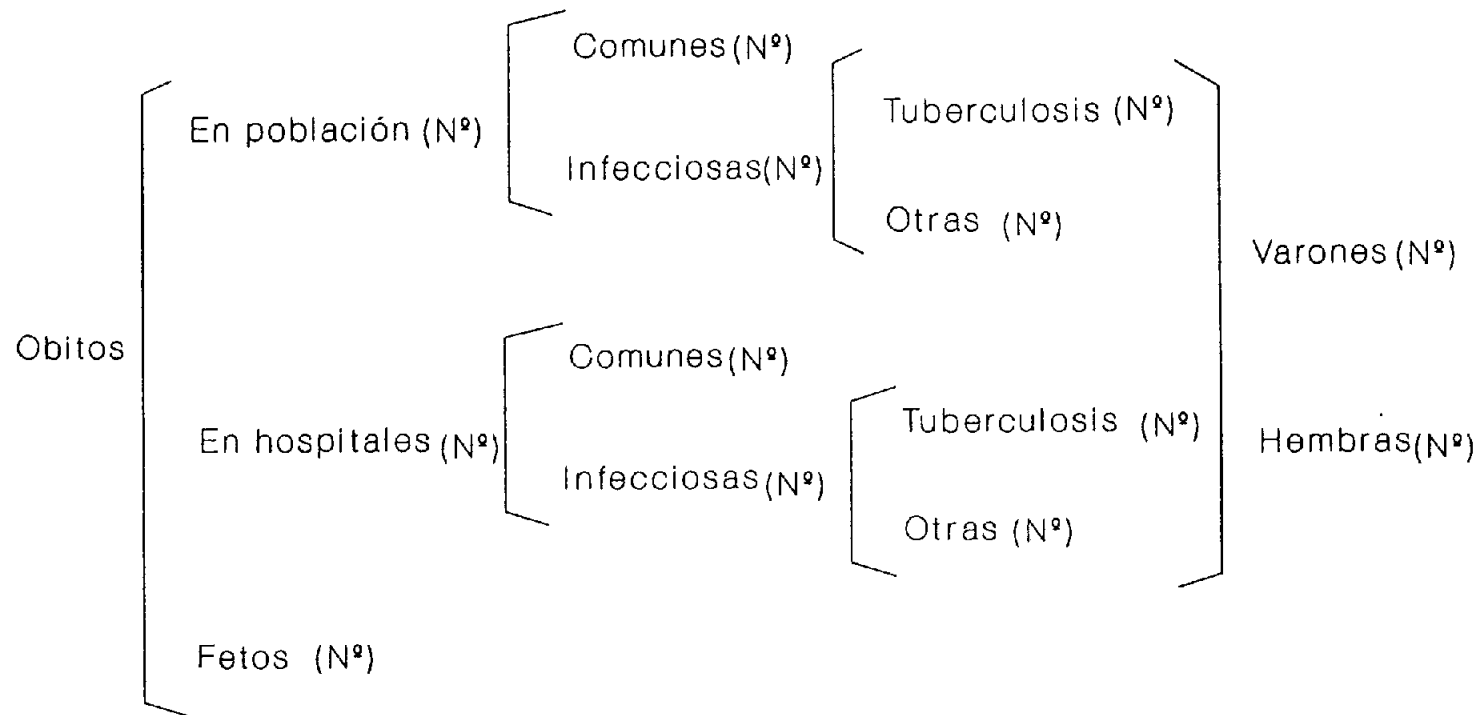 Comunes (Nº)
En población (Nº)
Infecciosas (Nº)
Tuberculosis (Nº)
Otras (Nº)
Varones (Nº)
Obitos
Comunes (Nº)
En hospitales (Nº)
Infecciosas (Nº)
Tuberculosis (Nº)
Otras (Nº)
Hembras (Nº)
Fetos (Nº)